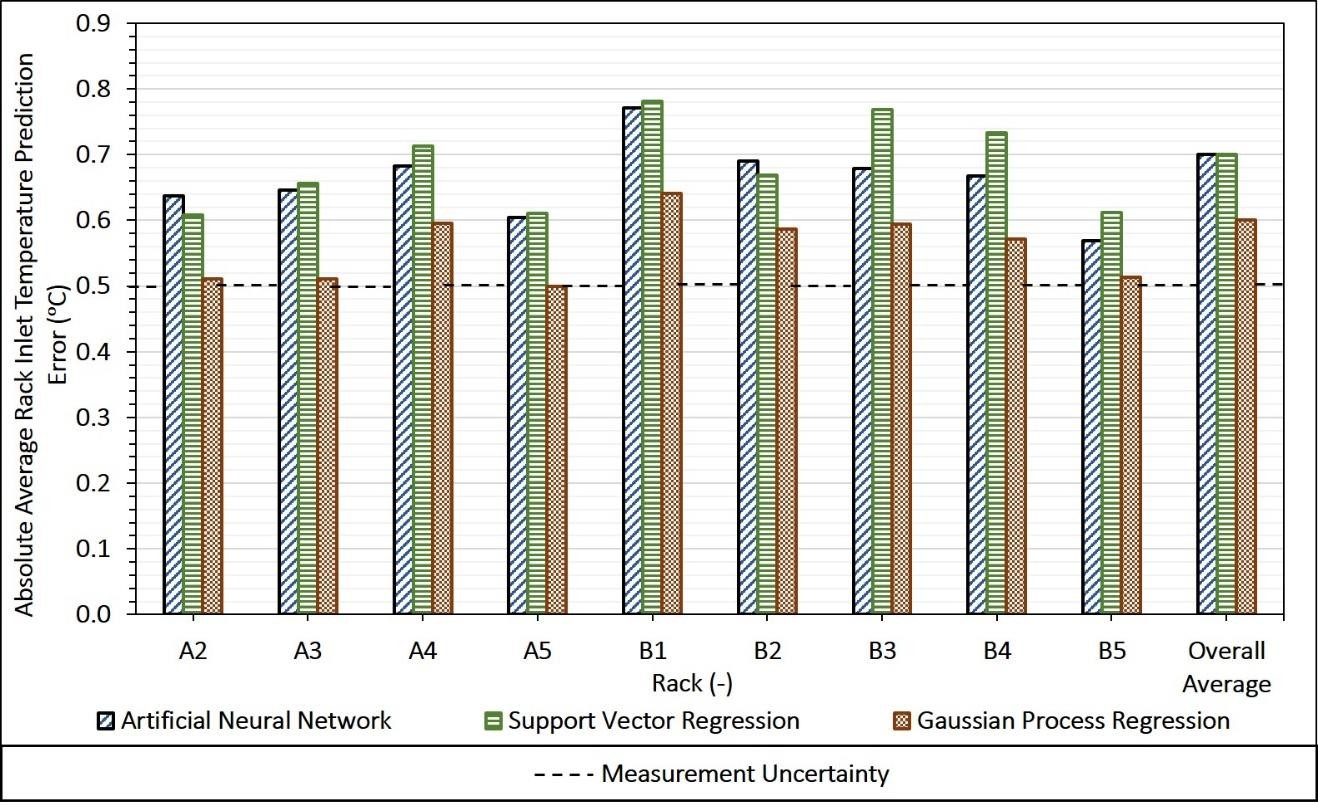 Absolute Average Rack Inlet Temperature Prediction
Error (ºC)
0.9
0.8
0.7
0.6
0.5
0.4
0.3
0.2
0.1
0.0
A2 A3 A4 A5 B1 B2 B3 B4 B5 Overall
Average
Rack (-)
Artificial Neural Network Support Vector Regression Gaussian Process Regression
Measurement Uncertainty